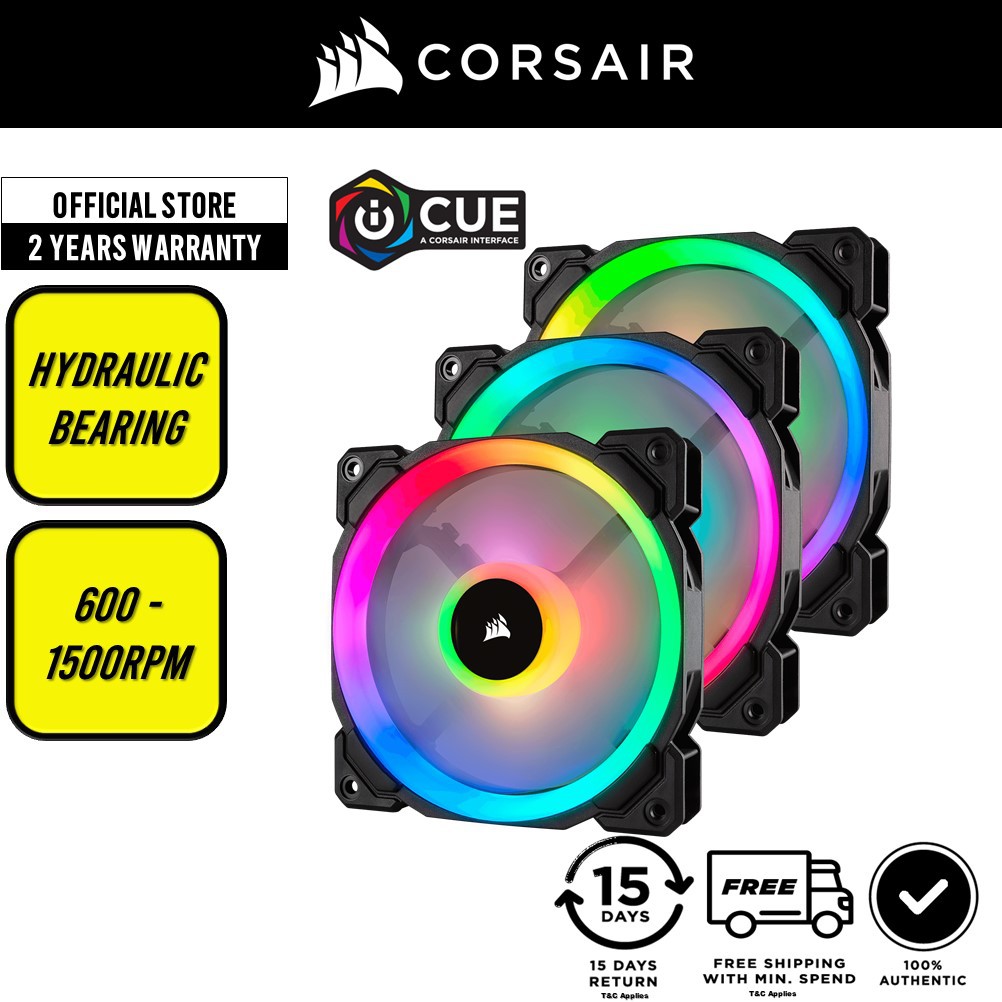 CORSAIR
OFFICIAL STORE
2 YEARS WARRANTY
iCUE
A CORSAIR INTERFACE
HYDRAULIC
BEARING
600 -
1500RPM
15
DAYS
FREE
15 DAYS
RETURN
T&C Applies
FREE SHIPPING
WITH MIN. SPEND
T&C Applies
100%
AUTHENTIC